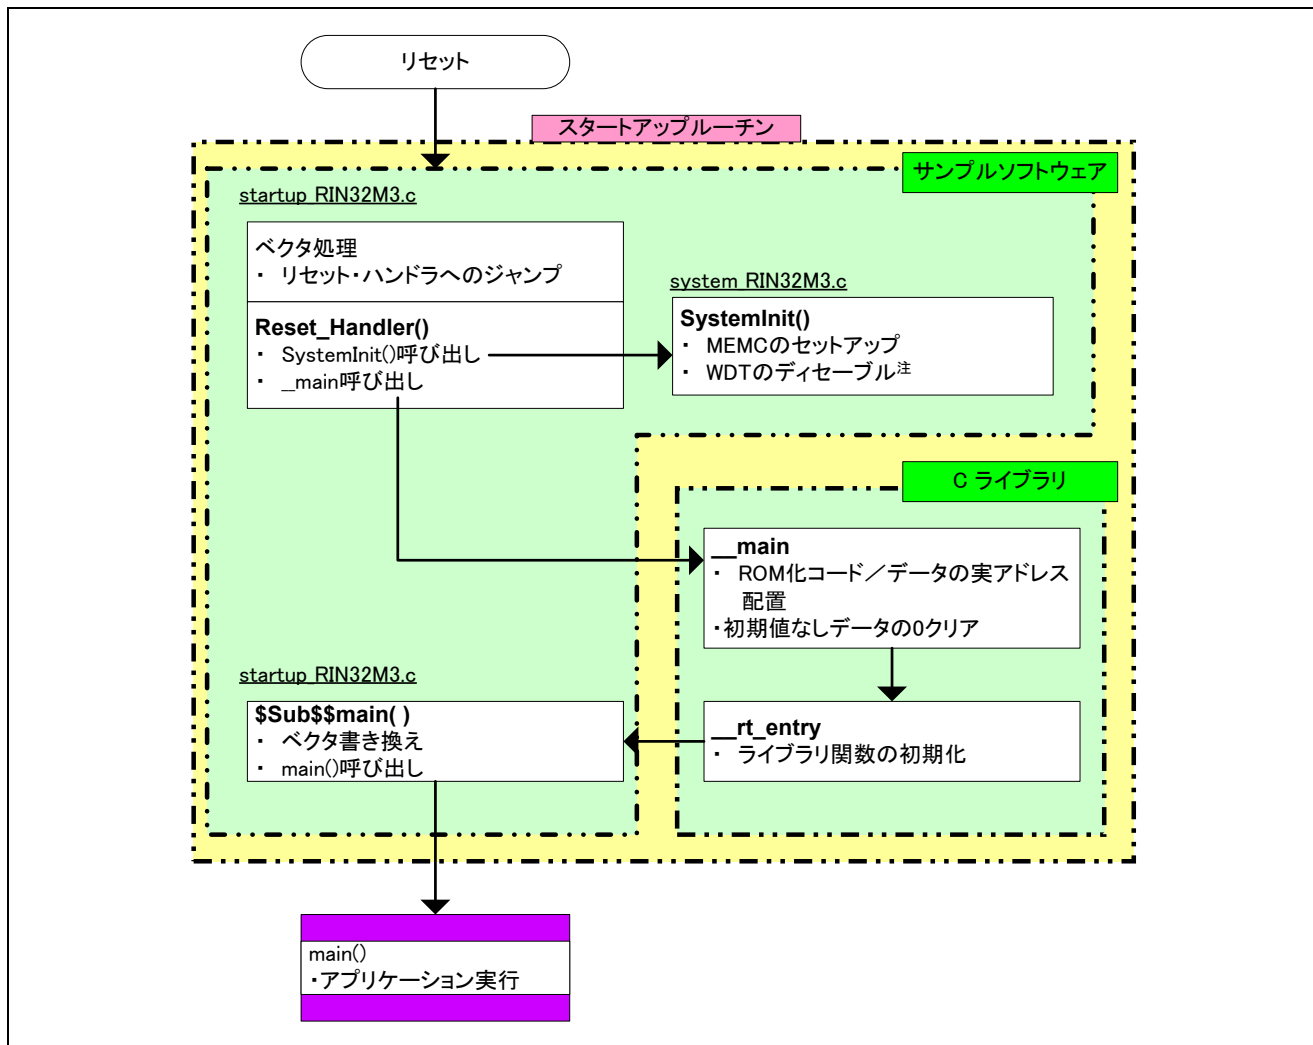 リセット
スタートアップルーチン
サンプルソフトウェア
startup_RIN32M3.c
ベクタ処理
・ リセット・ハンドラへのジャンプ
Reset_Handler()
・ SystemInit()呼び出し
・ __main呼び出し
system_RIN32M3.c
SystemInit()
・ MEMCのセットアップ
・ WDTのディセーブル注
C ライブラリ
__main
・ ROM化コード／データの実アドレス
配置
・初期値なしデータの0クリア
__rt_entry
・ ライブラリ関数の初期化
startup_RIN32M3.c
$Sub$$main( )
・ ベクタ書き換え
・ main()呼び出し
main()
・アプリケーション実行